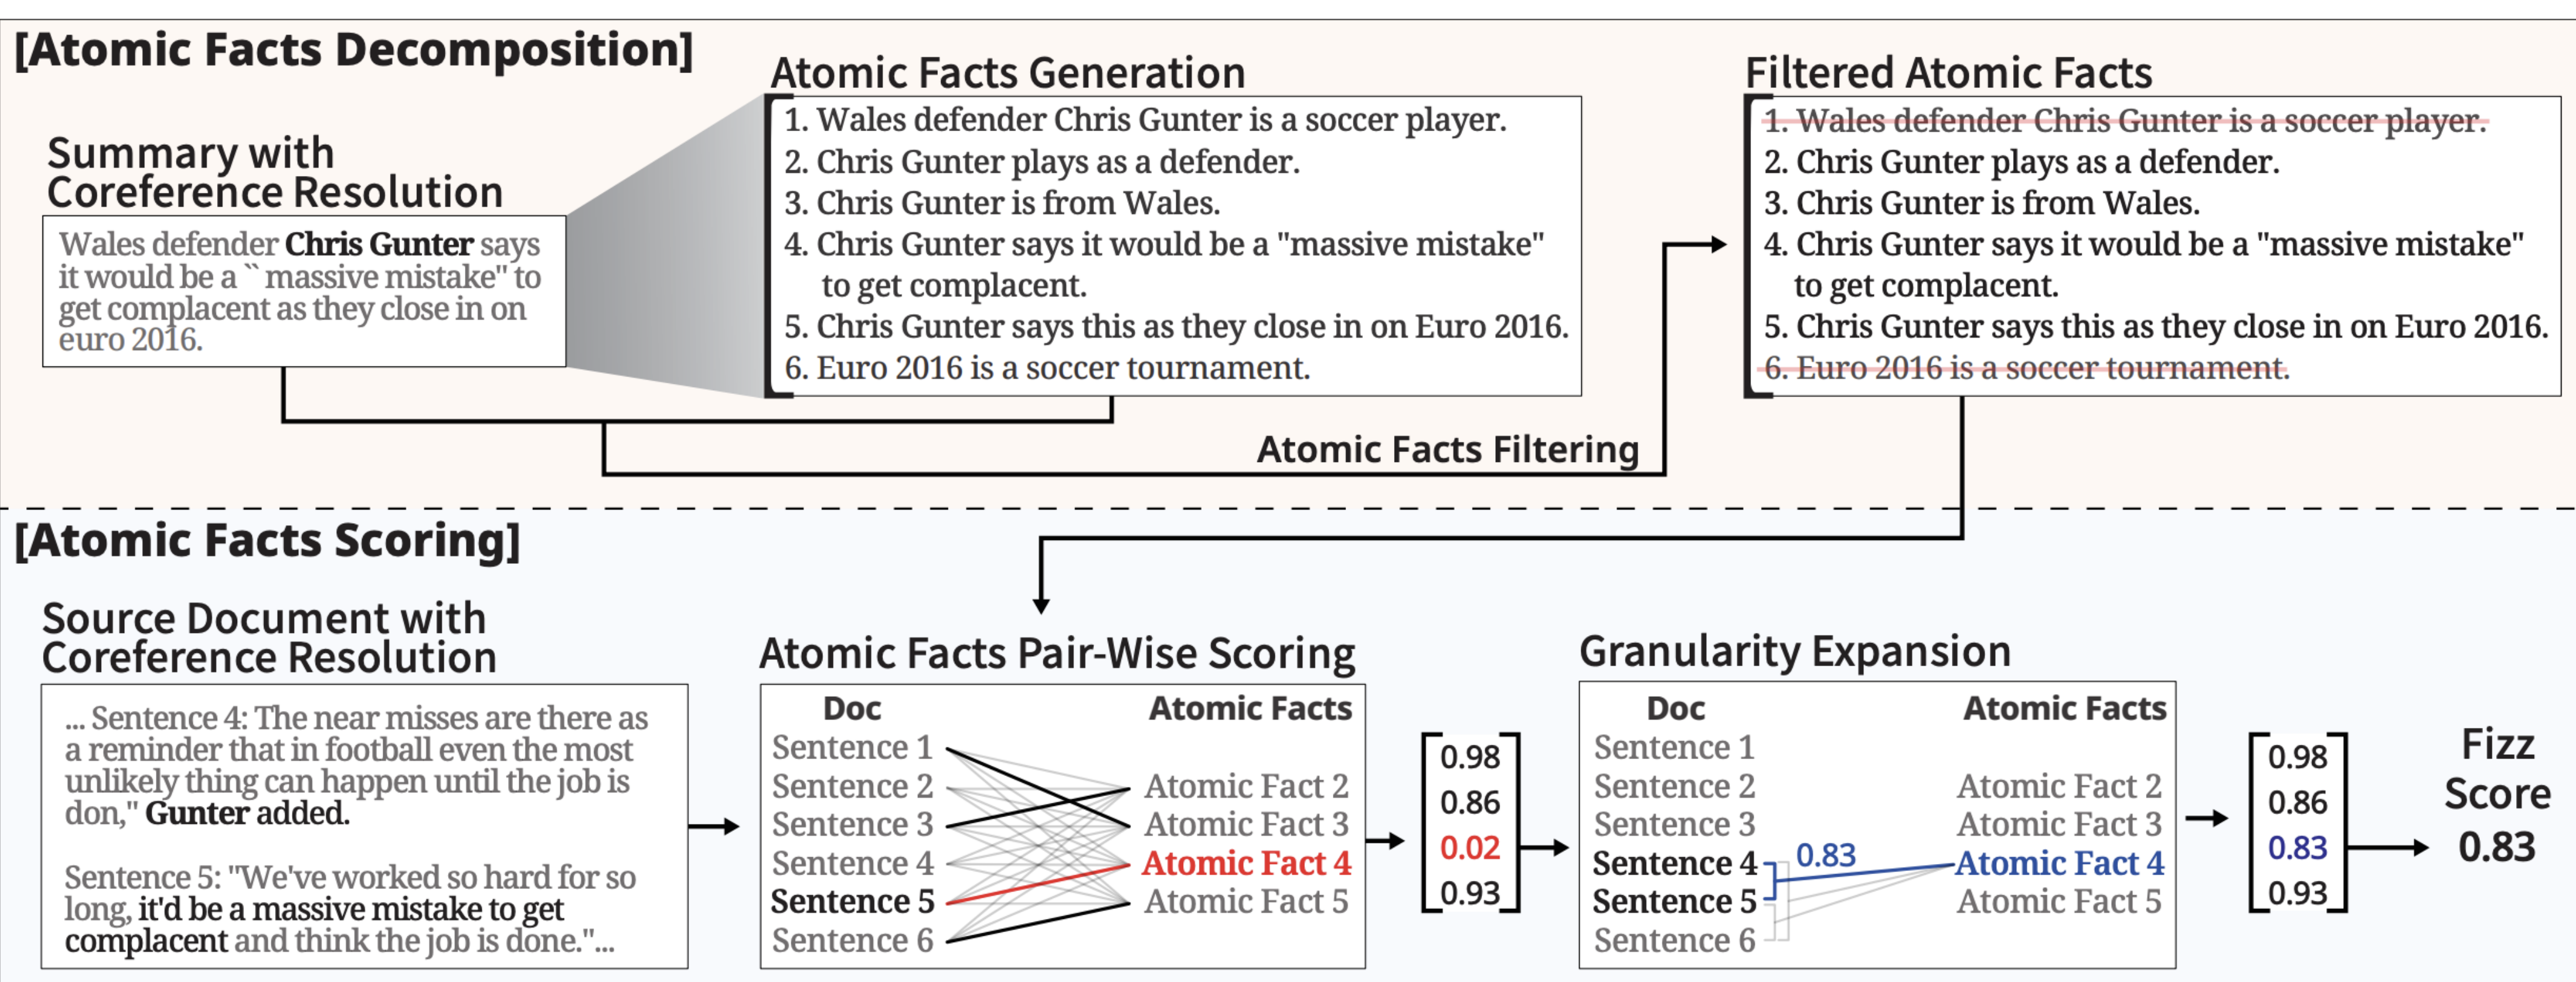 [Atomic Facts Decomposition]
Summary with
Coreference Resolution
Wales defender Chris Gunter says
it would be a `` massive mistake" to
get complacent as they close in on
euro 2016.
Atomic Facts Generation
1. Wales defender Chris Gunter is a soccer player.
2. Chris Gunter plays as a defender.
3. Chris Gunter is from Wales.
4. Chris Gunter says it would be a "massive mistake"
to get complacent.
5. Chris Gunter says this as they close in on Euro 2016.
6. Euro 2016 is a soccer tournament.
Atomic Facts Filtering
Filtered Atomic Facts
1. Wales defender Chris Gunter is a soccer player.
2. Chris Gunter plays as a defender.
3. Chris Gunter is from Wales.
4. Chris Gunter says it would be a "massive mistake"
to get complacent.
5. Chris Gunter says this as they close in on Euro 2016.
6. Euro 2016 is a soccer tournament.
[Atomic Facts Scoring]
Source Document with
Coreference Resolution
... Sentence 4: The near misses are there as
a reminder that in football even the most
unlikely thing can happen until the job is
don," Gunter added.
Sentence 5: "We've worked so hard for so
long, it'd be a massive mistake to get
complacent and think the job is done."...
Atomic Facts Pair-Wise Scoring
Doc
Sentence 1
Sentence 2
Sentence 3
Sentence 4
Sentence 5
Sentence 6
Atomic Facts
Atomic Fact 2
Atomic Fact 3
Atomic Fact 4
Atomic Fact 5
0.98
0.86
0.02
0.93
Granularity Expansion
Doc
Sentence 1
Sentence 2
Sentence 3
Sentence 4
Sentence 5
Sentence 6
0.83
Atomic Facts
Atomic Fact 2
Atomic Fact 3
Atomic Fact 4
Atomic Fact 5
0.98
0.86
0.83
0.93
Fizz
Score
0.83